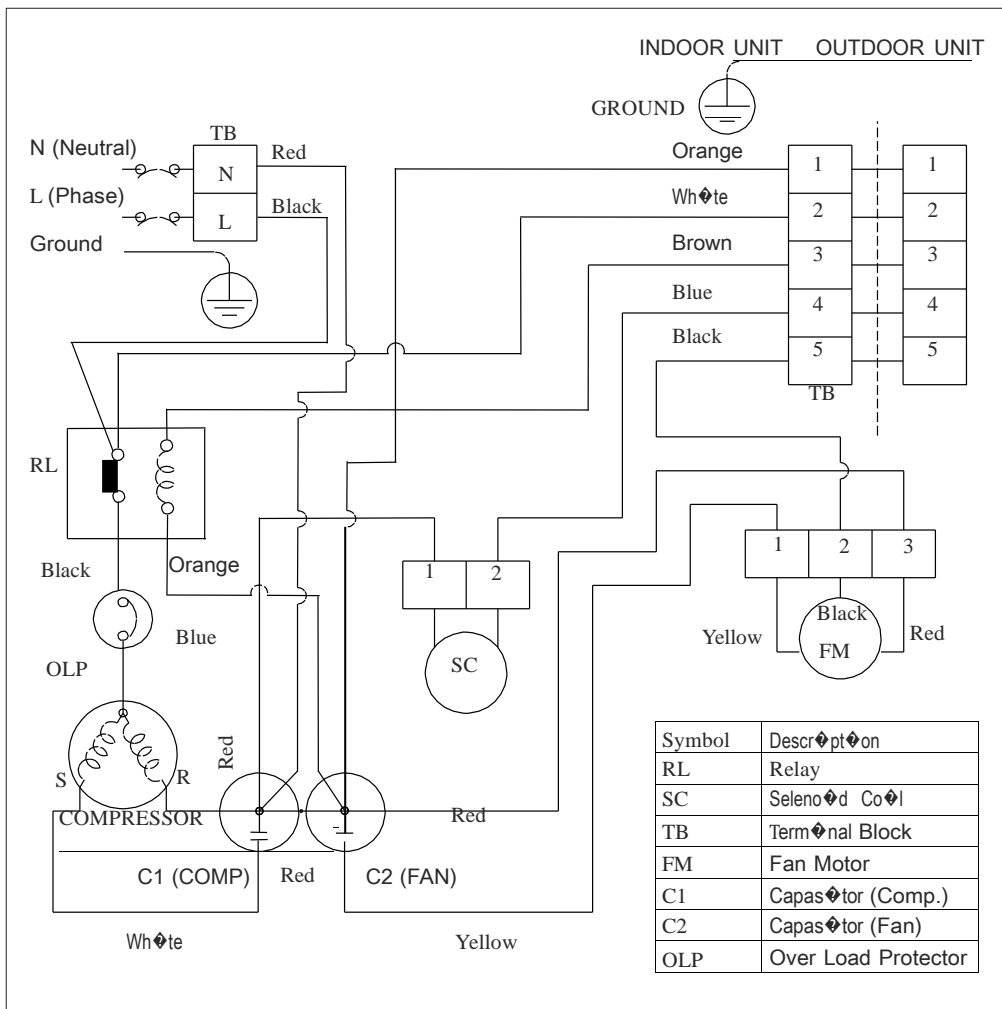 INDOOR UNIT OUTDOOR UNIT
GROUND
TB
N (Neutral)
Red
N
L (Phase)
Black
L
Ground
Orange
1 1
Wh�te
2 2
Brown
3 3
Blue
4 4
Black
5 5
TB
RL
Black
Orange
1 2
1 2 3
Blue
OLP
SC
Yellow
Black
FM
Red
S R
COMPRESSOR
Red
Red
C1 (COMP) Red C2 (FAN)
Wh�te
Yellow
Symbol Descr�pt�on
RL Relay
SC Seleno�d Co�l
TB Term�nal Block
FM Fan Motor
C1 Capas�tor (Comp.)
C2 Capas�tor (Fan)
OLP Over Load Protector